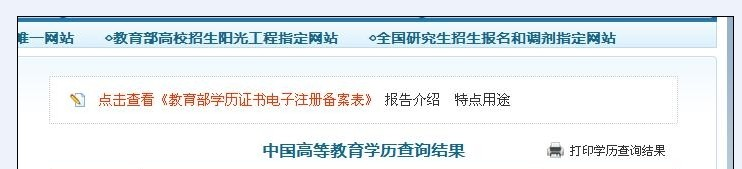 唯一网站 ◇教育部高校招生阳光工程指定网站 ◇全国研究生招生报名和调剂指定网站
点击查看《教育部学历证书电子注册备案表》 报告介绍 特点用途
中国高等教育学历查询结果 打印学历查询结果